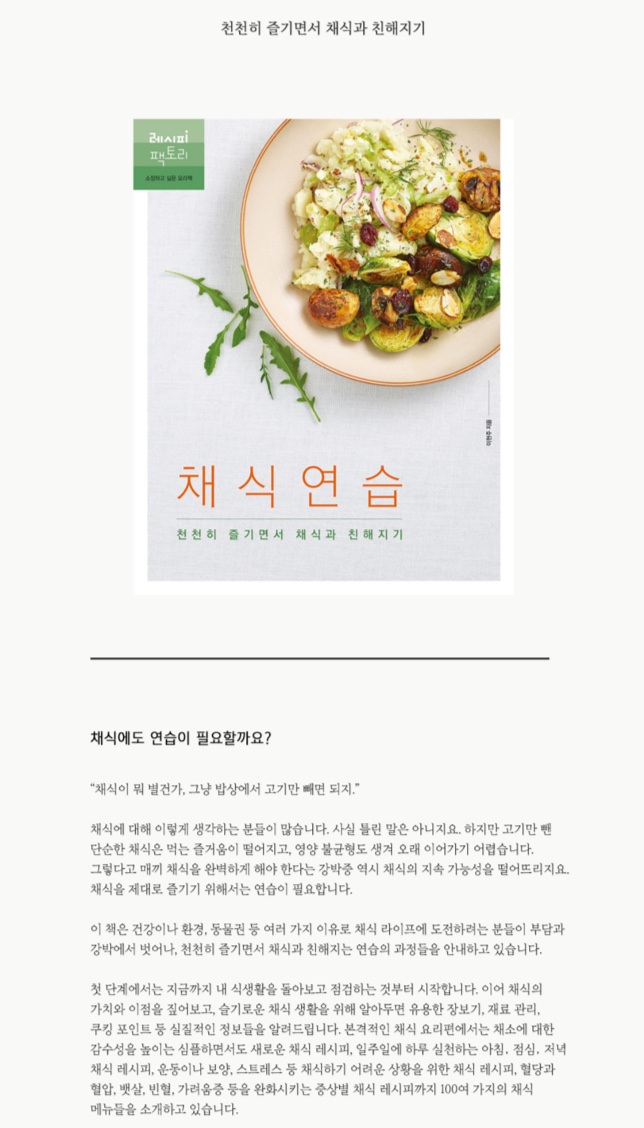 천천히 즐기면서 채식과 친해지기
레시피
팩토리
소장하고 싶은 요리책
이현주 지음
채식연습
천천히 즐기면서 채식과 친해지기
채식에도 연습이 필요할까요?
“채식이 뭐 별건가, 그냥 밥상에서 고기만 빼면 되지.”
채식에 대해 이렇게 생각하는 분들이 많습니다. 사실 틀린 말은 아니지요. 하지만 고기만 뺀
단순한 채식은 먹는 즐거움이 떨어지고, 영양 불균형도 생겨 오래 이어가기 어렵습니다.
그렇다고 매끼 채식을 완벽하게 해야 한다는 강박증 역시 채식의 지속 가능성을 떨어뜨리지요.
채식을 제대로 즐기기 위해서는 연습이 필요합니다.
이 책은 건강이나 환경, 동물권 등 여러 가지 이유로 채식 라이프에 도전하려는 분들이 부담과
강박에서 벗어나, 천천히 즐기면서 채식과 친해지는 연습의 과정들을 안내하고 있습니다.
첫 단계에서는 지금까지 내 식생활을 돌아보고 점검하는 것부터 시작합니다. 이어 채식의
가치와 이점을 짚어보고, 슬기로운 채식 생활을 위해 알아두면 유용한 장보기, 재료 관리,
쿠킹 포인트 등 실질적인 정보들을 알려드립니다. 본격적인 채식 요리편에서는 채소에 대한
감수성을 높이는 심플하면서도 새로운 채식 레시피, 일주일에 하루 실천하는 아침, 점심, 저녁
채식 레시피, 운동이나 보양, 스트레스 등 채식하기 어려운 상황을 위한 채식 레시피, 혈당과
혈압, 뱃살, 빈혈, 가려움증 등을 완화시키는 증상별 채식 레시피까지 100여 가지의 채식
메뉴들을 소개하고 있습니다.